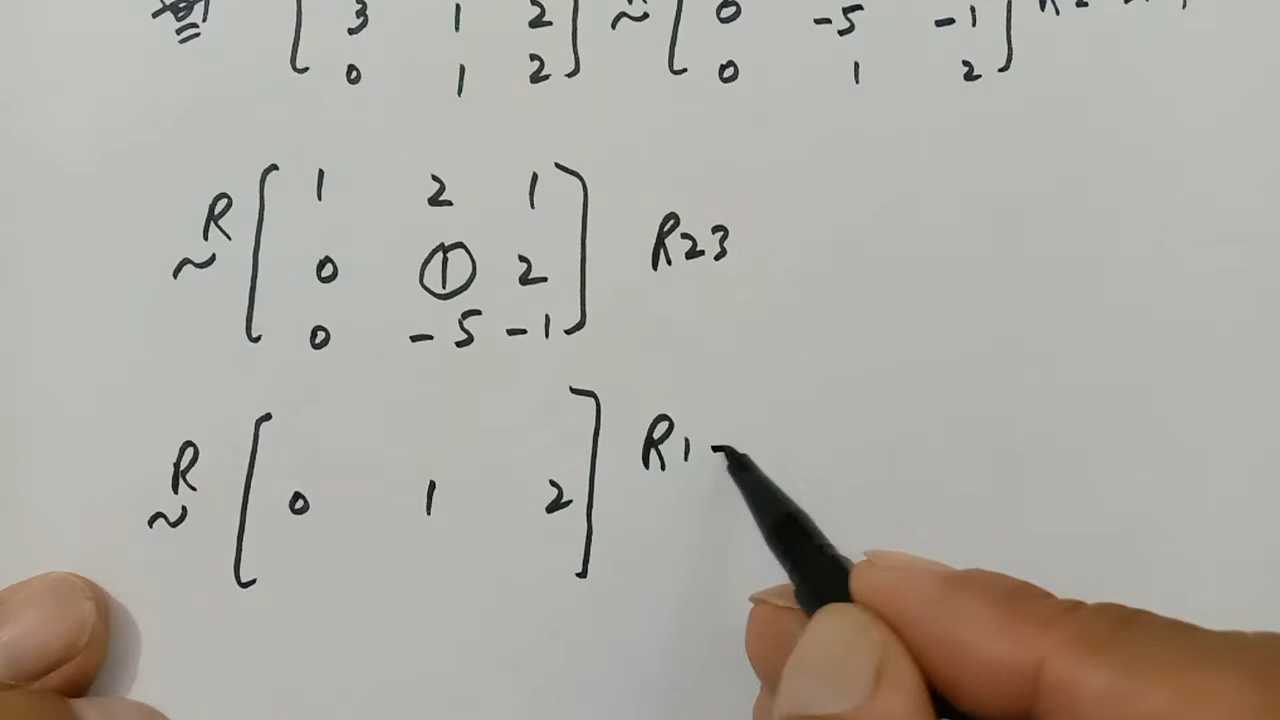 [ 3 1 2 ] ~ [ 0 -5 -1 ]
[ 0 1 2 ] [ 0 1 2 ]
[ 1 2 1 ]
R ~ [ 0 1 2 ] R23
[ 0 -5 -1 ]
R1 -
R ~ [ 0 1 2 ]